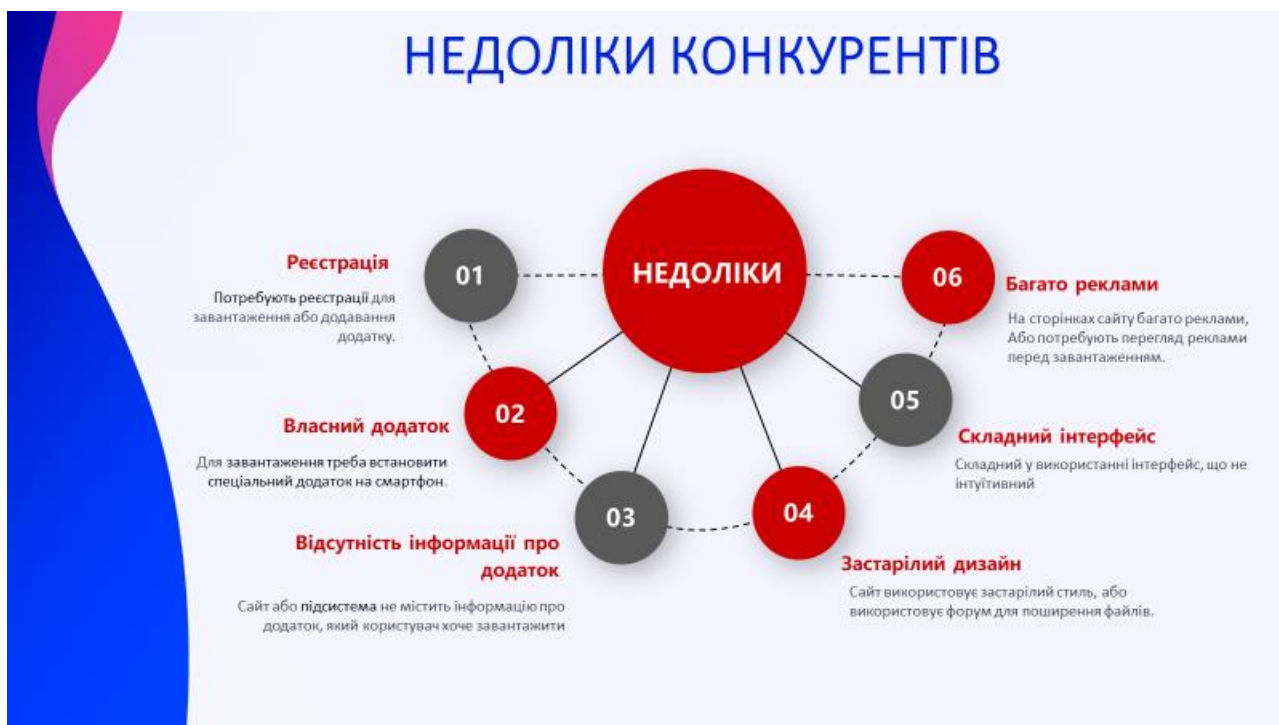 НЕДОЛІКИ КОНКУРЕНТІВ
НЕДОЛІКИ
01
Реєстрація
Потребують реєстрації для
завантаження або додавання
додатку.
02
Власний додаток
Для завантаження треба встановити
спеціальний додаток на смартфон.
03
Відсутність інформації про
додаток
Сайт або підсистема не містить інформацію про
додаток, який користувач хоче завантажити
04
Застарілий дизайн
Сайт використовує застарілий стиль, або
використовує форум для поширення файлів.
05
Складний інтерфейс
Складний у використанні інтерфейс, що не
інтуїтивний
06
Багато реклами
На сторінках сайту багато реклами,
Або потребують перегляд реклами
перед завантаженням.